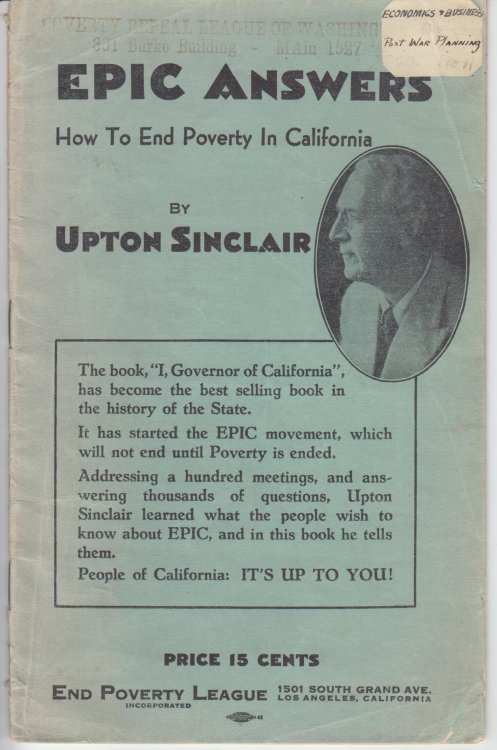 POVERTY REPEAL LEAGUE OF WASHING
331 Burke Building - MAin 1527
ECONOMICS & BUSINESS
Post War Planning
EPIC ANSWERS
How To End Poverty In California
BY
UPTON SINCLAIR
The book, "I, Governor of California",
has become the best selling book in
the history of the State.
It has started the EPIC movement, which
will not end until Poverty is ended.
Addressing a hundred meetings, and ans-
wering thousands of questions, Upton
Sinclair learned what the people wish to
know about EPIC, and in this book he tells
them.
People of California: IT'S UP TO YOU!
PRICE 15 CENTS
END POVERTY LEAGUE
INCORPORATED
1501 SOUTH GRAND AVE.
LOS ANGELES, CALIFORNIA